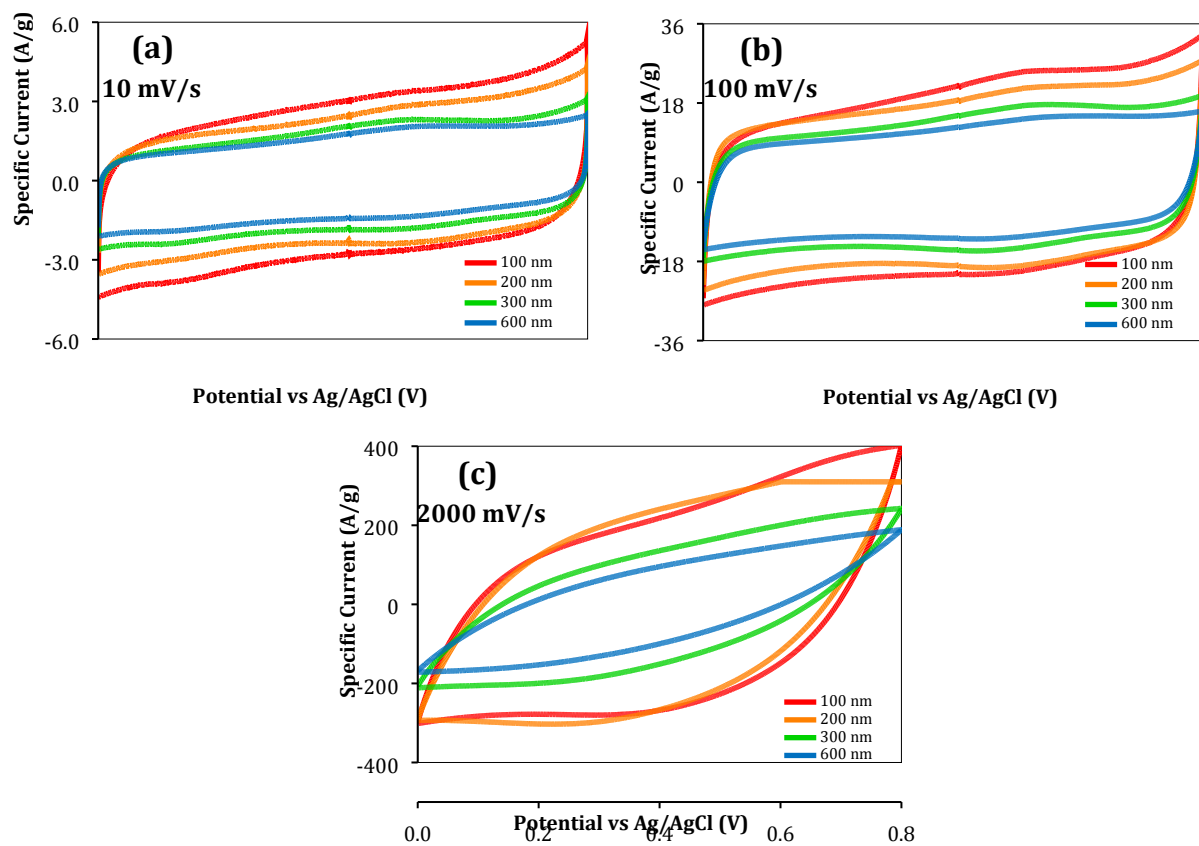 (a)
10 mV/s
Specific Current (A/g)
6.0
3.0
0.0
-3.0
-6.0
100 nm
200 nm
300 nm
600 nm
Potential vs Ag/AgCl (V)
(b)
100 mV/s
Specific Current (A/g)
36
18
0
-18
-36
100 nm
200 nm
300 nm
600 nm
Potential vs Ag/AgCl (V)
(c)
2000 mV/s
Specific Current (A/g)
400
200
0
-200
-400
100 nm
200 nm
300 nm
600 nm
0.0 0.2 0.4 0.6 0.8
Potential vs Ag/AgCl (V)